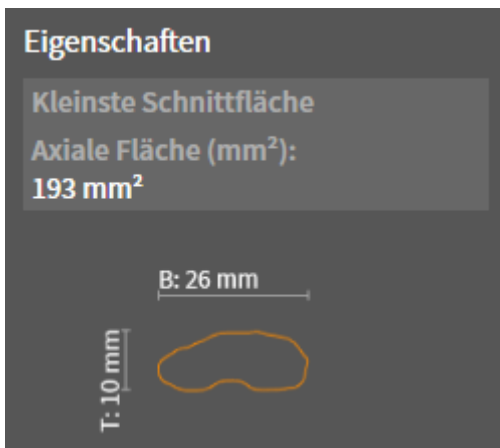 Eigenschaften
Kleinste Schnittfläche
Axiale Fläche (mm²):
193 mm²
B: 26 mm
T: 10 mm